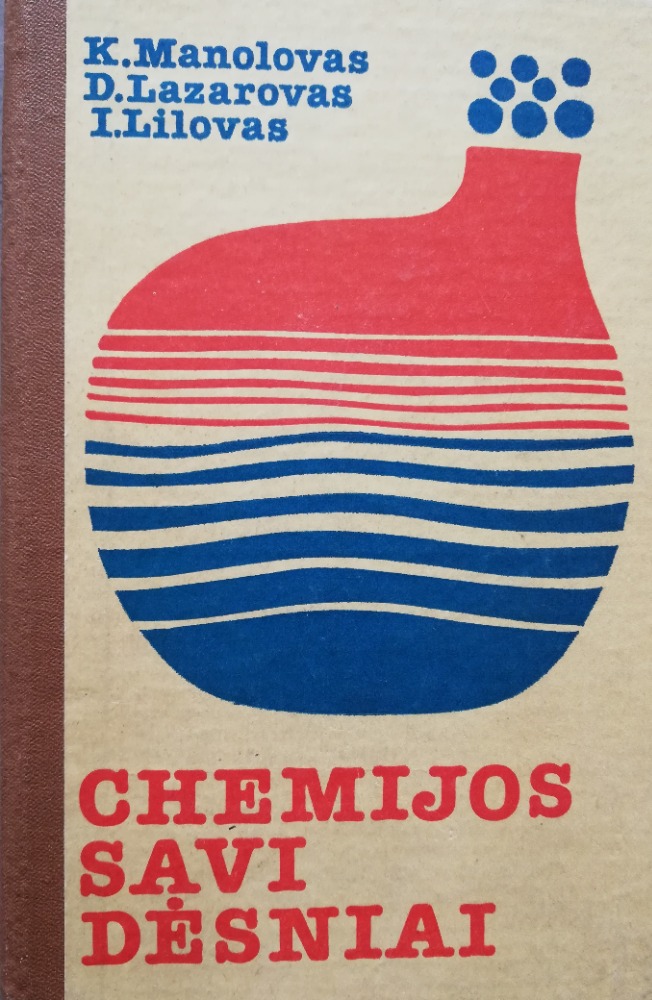 K.Manolovas
D.Lazarovas
I.Lilovas
CHEMIJOS
SAVI
DĖSNIAI